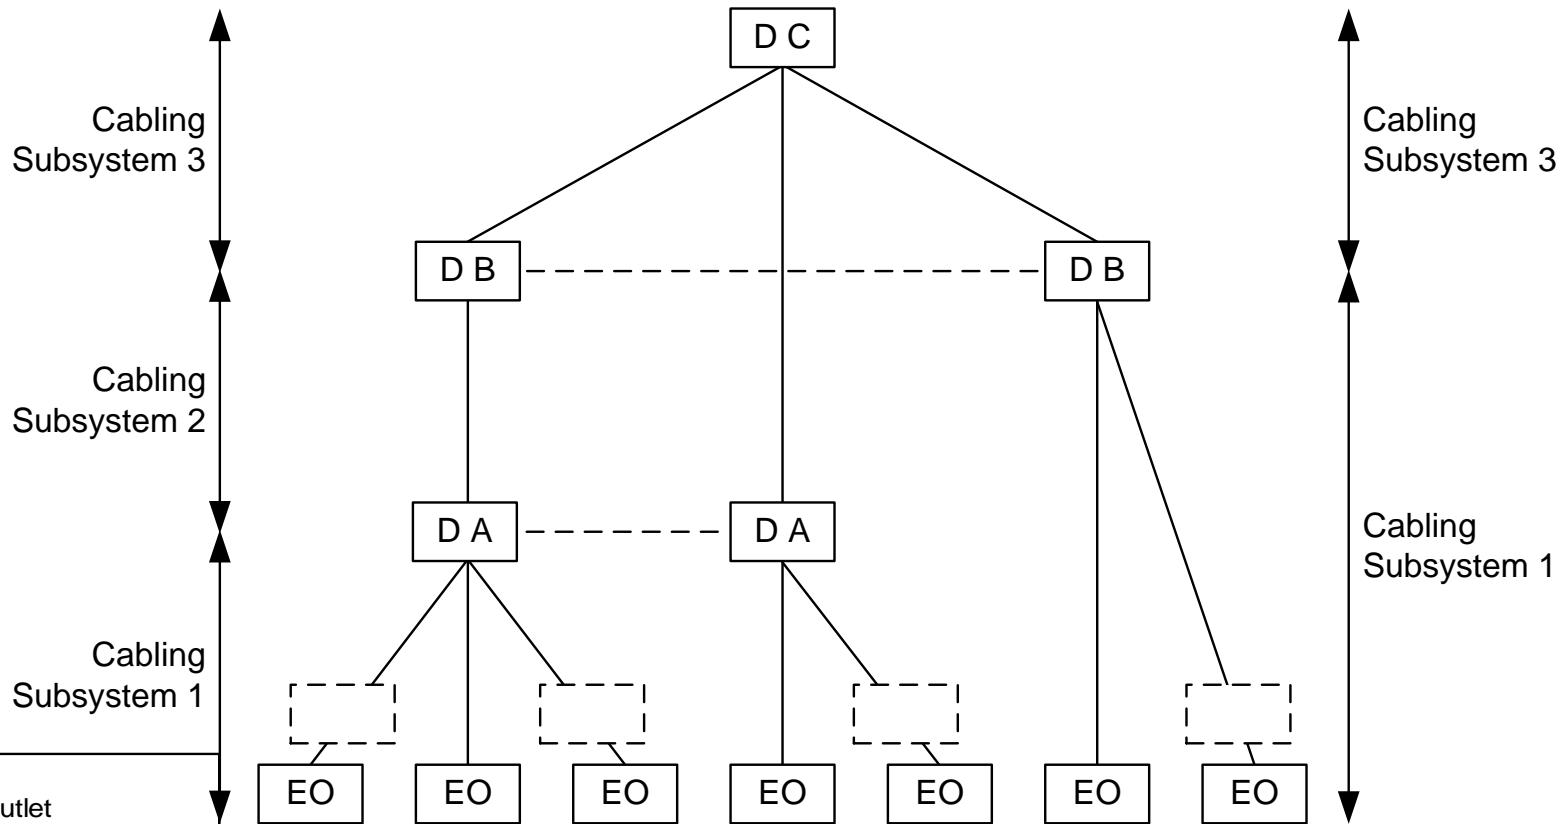 D C
Cabling
Subsystem 3
Cabling
Subsystem 3
D B
D B
Cabling
Subsystem 2
D A
D A
Cabling
Subsystem 1
Cabling
Subsystem 1
EO
EO
EO
EO
EO
EO
EO
utlet